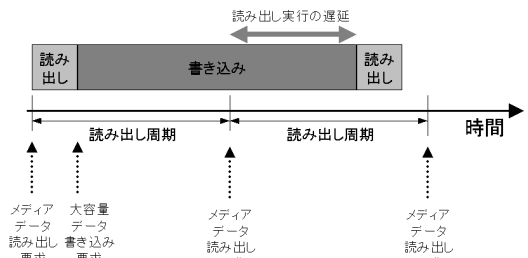 読み出し実行の遅延
読み
出し
書き込み
読み
出し
読み出し周期
読み出し周期
時間
メディア
データ
読み出し
要求
大容量
データ
書き込み
要求
メディア
データ
読み出し
メディア
データ
読み出し